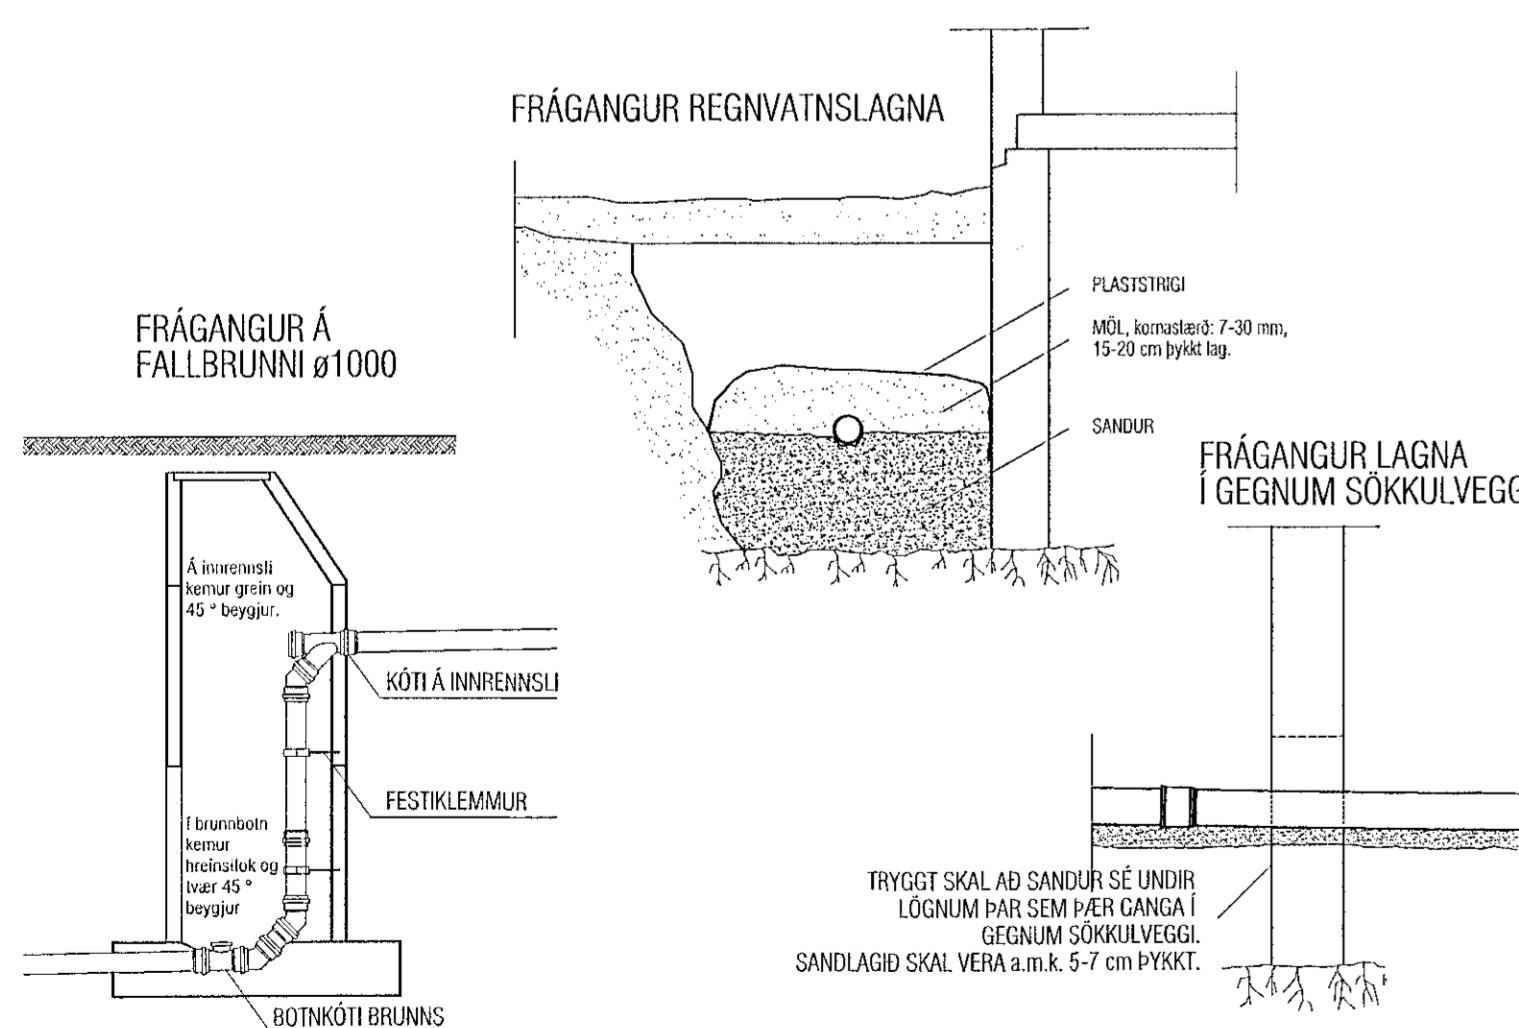 FRÁGANGUR REGNVATNSLAGNA
PLASTSTRIGI
MÖL, kornastærð: 7-30 mm,
15-20 cm þykkt lag.
SANDUR
FRÁGANGUR Á
FALLBRUNNI ø1000
Á innrennsli
kemur grein og
45 ° beygjur.
KÓTI Á INNRENNSLI
FESTIKLEMMUR
Í brunnbotn
kemur
hreinsilok og
tvær 45 °
beygjur
BOTNKÓTI BRUNNS
FRÁGANGUR LAGNA
Í GEGNUM SÖKKULVEGG
TRYGGT SKAL AÐ SANDUR SÉ UNDIR
LÖGNUM ÞAR SEM ÞÆR GANGA Í
GEGNUM SÖKKULVEGGI.
SANDLAGIÐ SKAL VERA a.m.k. 5-7 cm ÞYKKT.